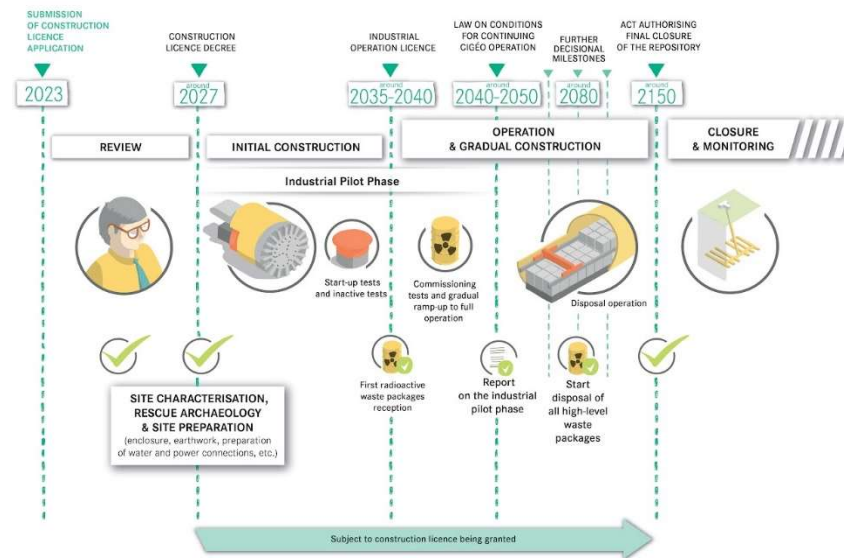 SUBMISSION
OF CONSTRUCTION
LICENCE
APPLICATION
2023
CONSTRUCTION
LICENCE DECREE
around
2027
INDUSTRIAL
OPERATION LICENCE
around
2035-2040
LAW ON CONDITIONS
FOR CONTINUING
CIGÉO OPERATION
around
2040-2050
FURTHER
DECISIONAL
MILESTONES
around
2080
ACT AUTHORISING
FINAL CLOSURE
OF THE REPOSITORY
around
2150
REVIEW
INITIAL CONSTRUCTION
OPERATION
& GRADUAL CONSTRUCTION
CLOSURE
& MONITORING
Industrial Pilot Phase
Start-up tests
and inactive tests
Commissioning
tests and gradual
ramp-up to full
operation
Disposal operation
SITE CHARACTERISATION,
RESCUE ARCHAEOLOGY
& SITE PREPARATION
(enclosure, earthwork, preparation
of water and power connections, etc.)
First radioactive
waste packages
reception
Report
on the industrial
pilot phase
Start
disposal of
all high-level
waste
packages
Subject to construction licence being granted